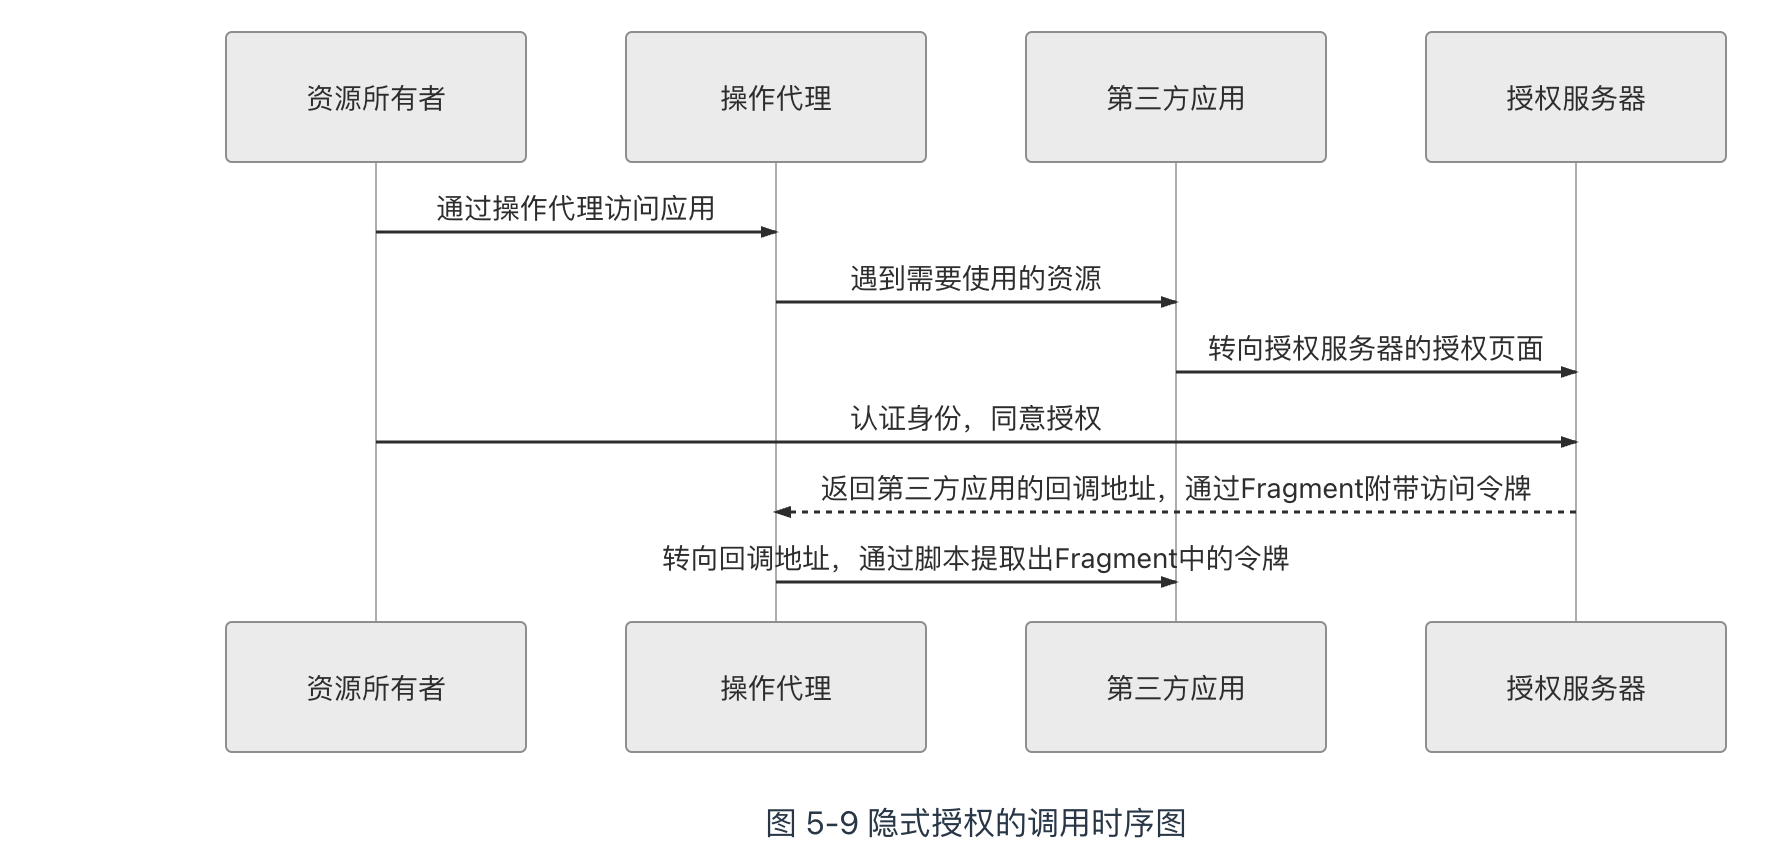 资源所有者
操作代理
第三方应用
授权服务器
通过操作代理访问应用
遇到需要使用的资源
转向授权服务器的授权页面
认证身份，同意授权
返回第三方应用的回调地址，通过Fragment附带访问令牌
转向回调地址，通过脚本提取出Fragment中的令牌
资源所有者
操作代理
第三方应用
授权服务器
图 5-9 隐式授权的调用时序图